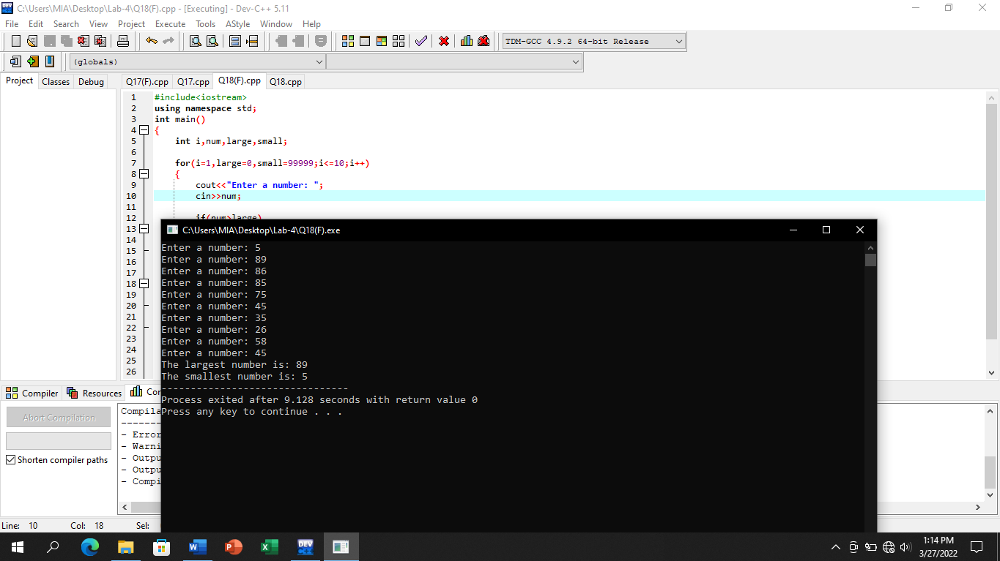 C:\Users\MIA\Desktop\Lab-4\Q18(F).cpp - [Executing] - Dev-C++ 5.11
File Edit Search View Project Execute Tools AStyle Window Help
TDM-GCC 4.9.2 64-bit Release
(globals)
Project Classes Debug Q17(F).cpp Q17.cpp Q18(F).cpp Q18.cpp
1 #include<iostream>
2 using namespace std;
3 int main()
4 {
5 int i,num,large,small;
6
7 for(i=1,large=0,small=99999;i<=10;i++)
8 {
9 cout<<"Enter a number: ";
10 cin>>num;
11
12 if(num>large)
13
14
15
16
17
18
19
20
21
22
23
24
25
26
C:\Users\MIA\Desktop\Lab-4\Q18(F).exe
Enter a number: 5
Enter a number: 89
Enter a number: 86
Enter a number: 85
Enter a number: 75
Enter a number: 45
Enter a number: 35
Enter a number: 26
Enter a number: 58
Enter a number: 45
The largest number is: 89
The smallest number is: 5
--------------------------------
Process exited after 9.128 seconds with return value 0
Press any key to continue . . .
Compiler Resources Con
Abort Compilation
Shorten compiler paths
Compila
-------
- Error
- Warni
- Outpu
- Outpu
- Compi
Line: 10 Col: 18 Sel:
1:14 PM
3/27/2022